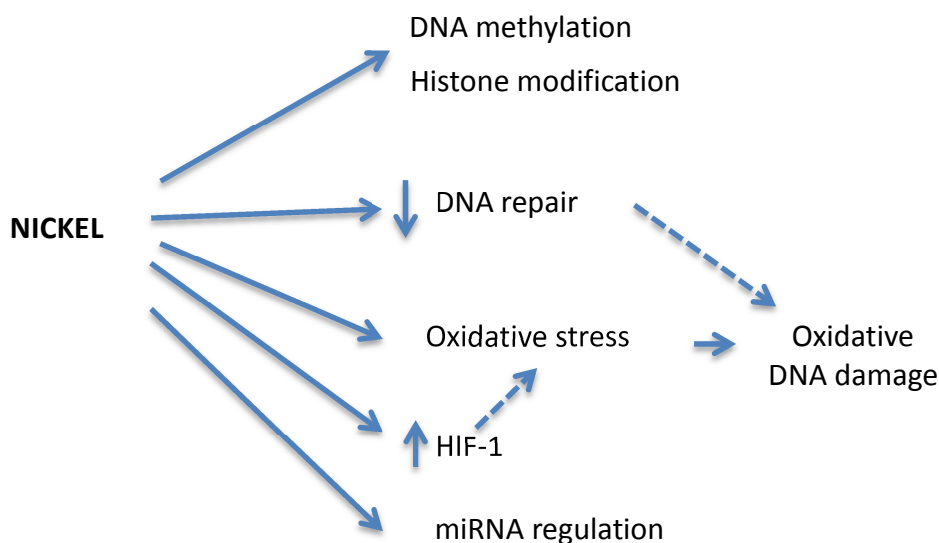 DNA methylation
Histone modification
DNA repair
NICKEL
Oxidative stress
Oxidative
DNA damage
HIF-1
miRNA regulation